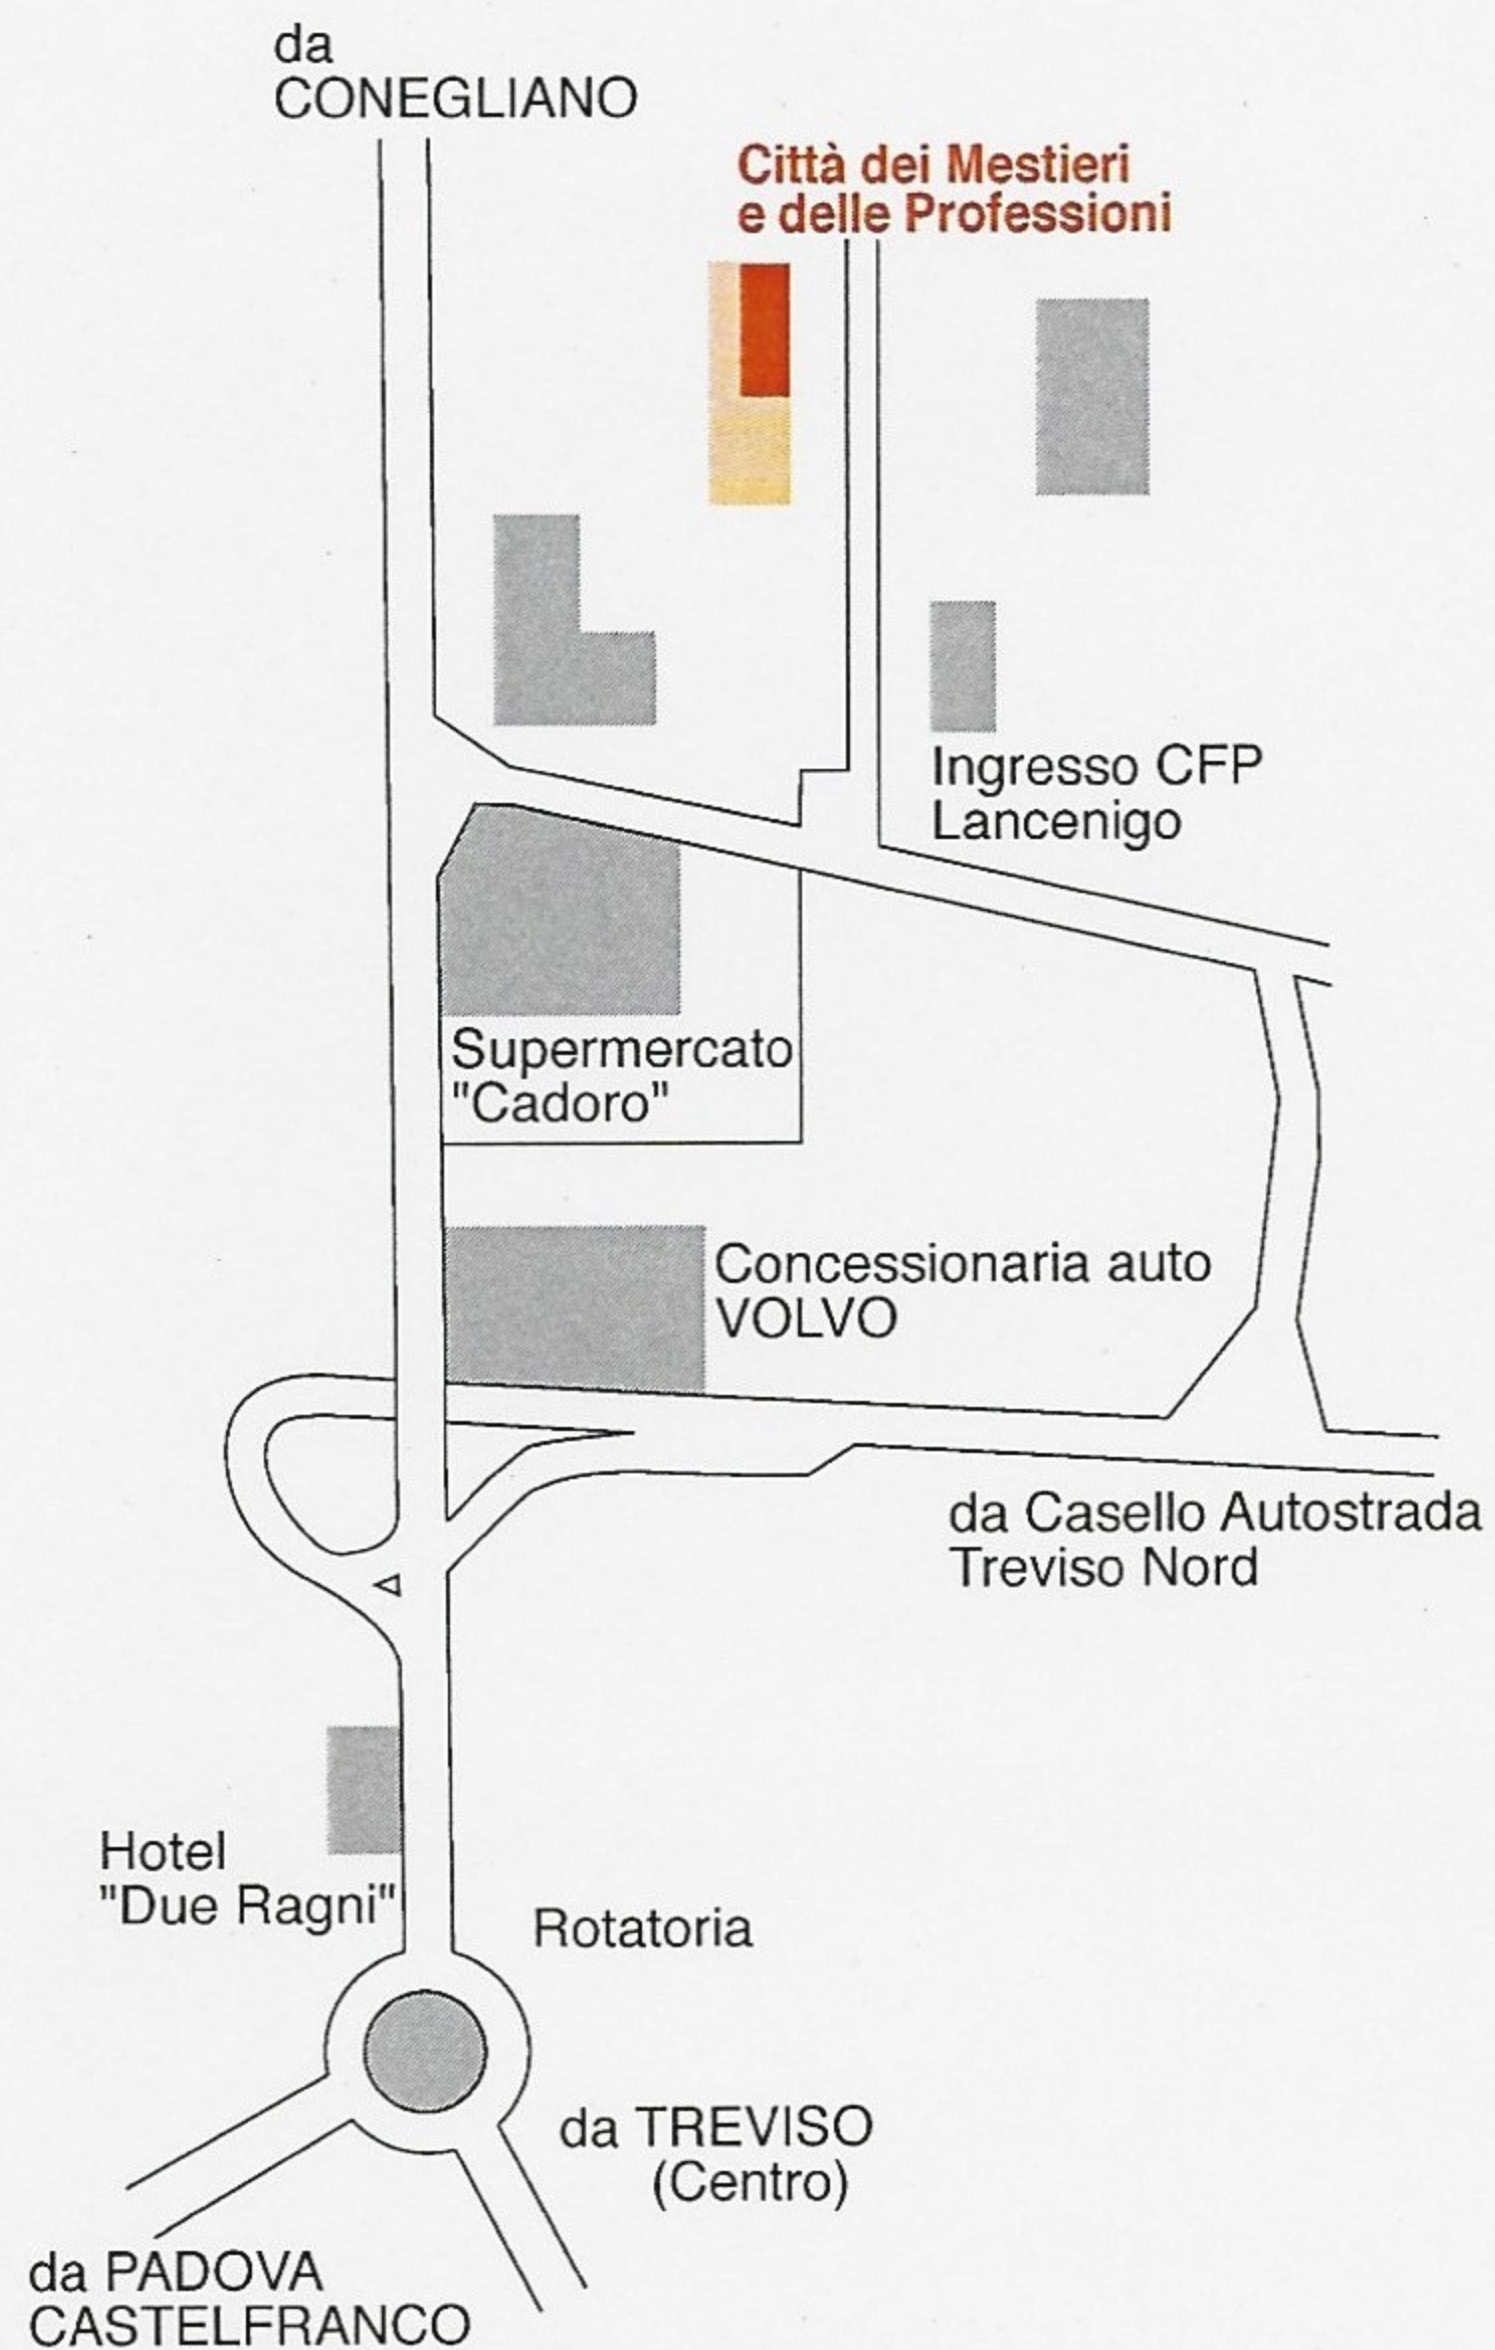 da
CONEGLIANO
Città dei Mestieri
e delle Professioni
Ingresso CFP
Lancenigo
Supermercato
"Cadoro"
Concessionaria auto
VOLVO
da Casello Autostrada
Treviso Nord
Hotel
"Due Ragni"
Rotatoria
da TREVISO
(Centro)
da PADOVA
CASTELFRANCO